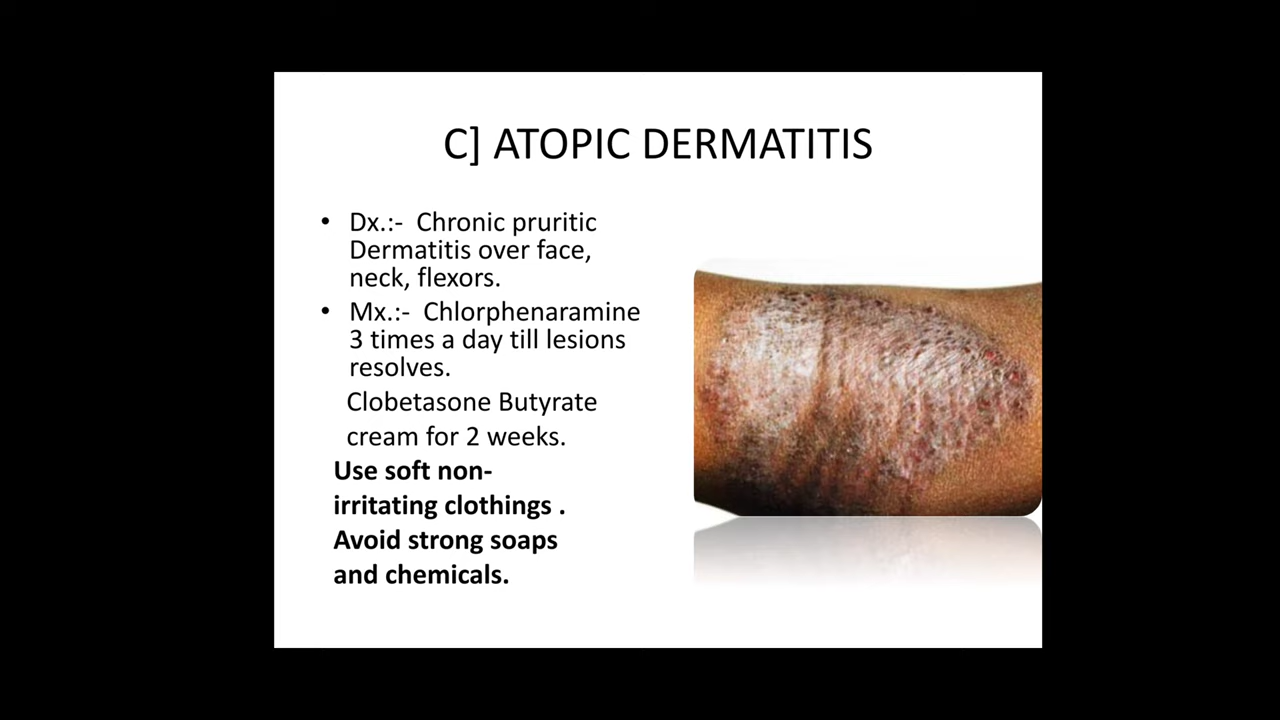 C] ATOPIC DERMATITIS
• Dx.:- Chronic pruritic
Dermatitis over face,
neck, flexors.
• Mx.:- Chlorphenaramine
3 times a day till lesions
resolves.
Clobetasone Butyrate
cream for 2 weeks.
Use soft non-
irritating clothings .
Avoid strong soaps
and chemicals.